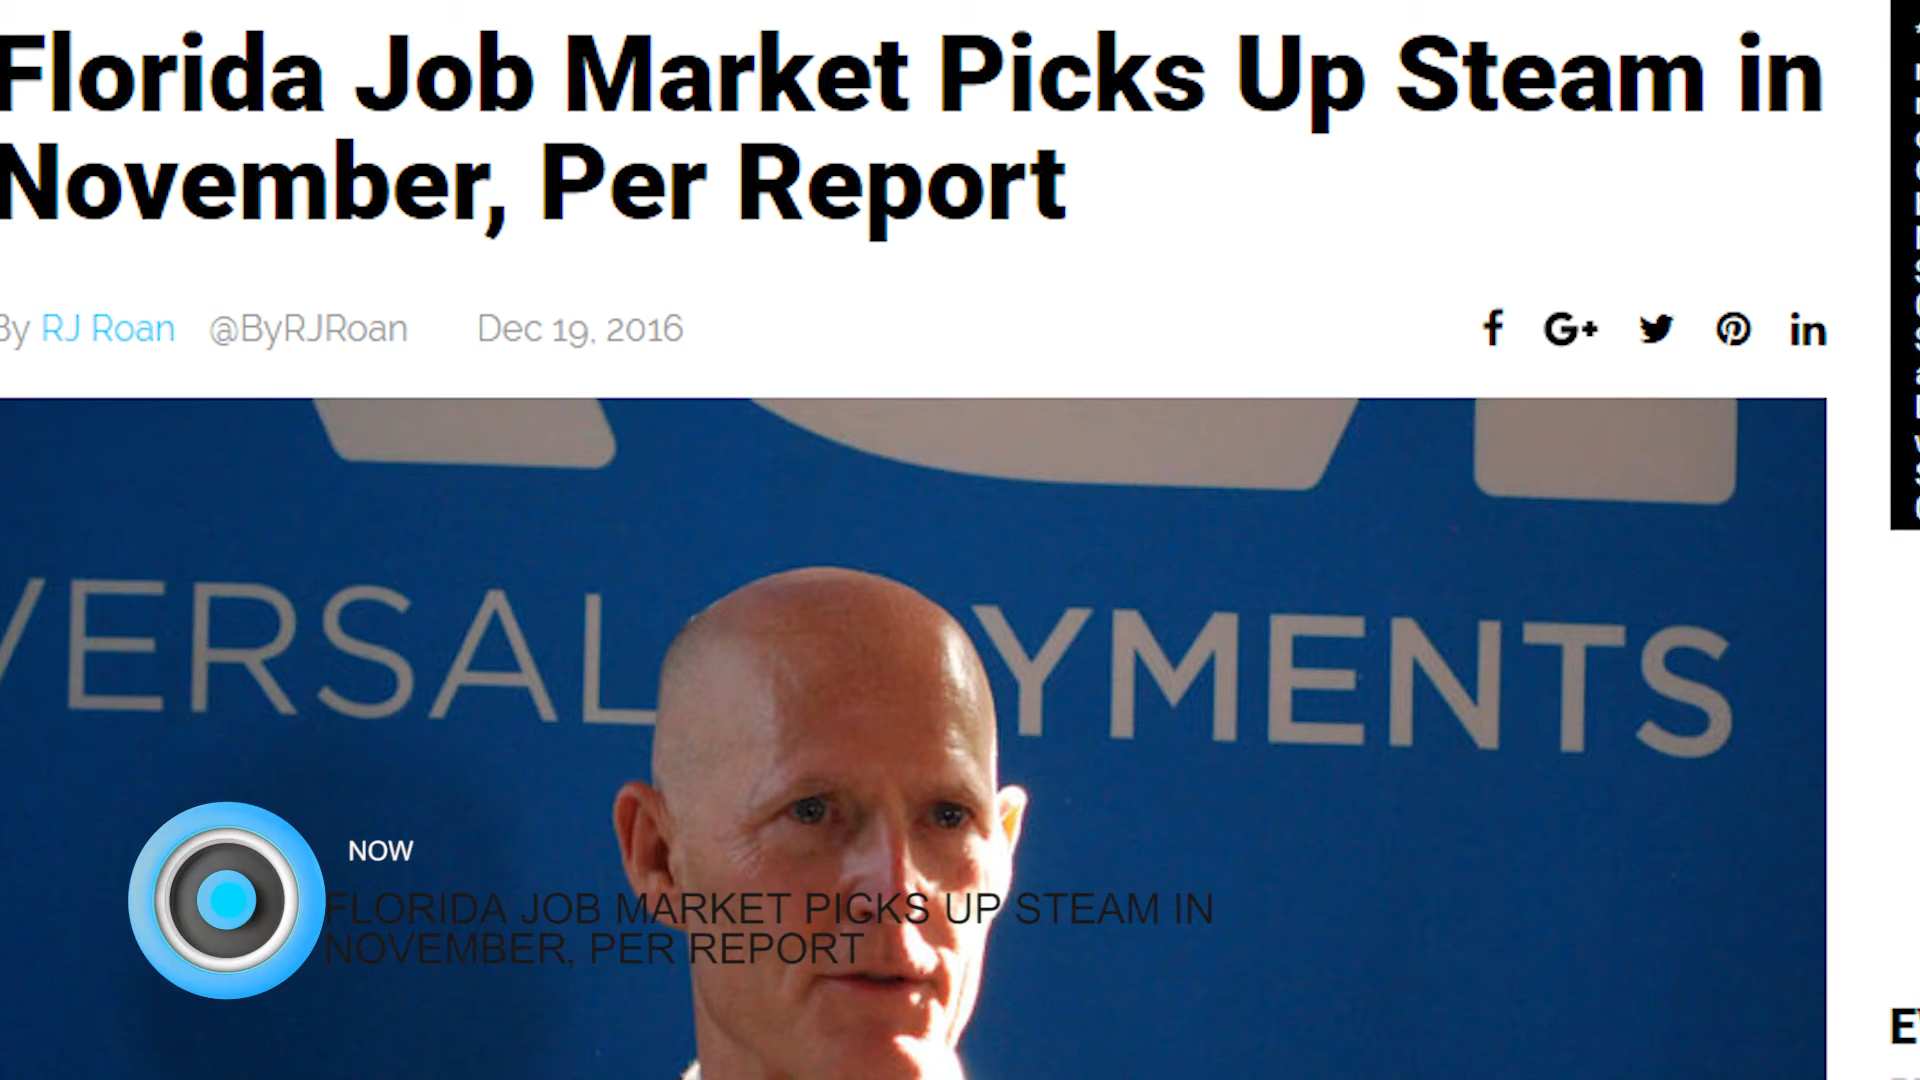 Florida Job Market Picks Up Steam in
November, Per Report
By RJ Roan @ByRJRoan Dec 19, 2016
VERSAL YMENTS
NOW
FLORIDA JOB MARKET PICKS UP STEAM IN
NOVEMBER, PER REPORT